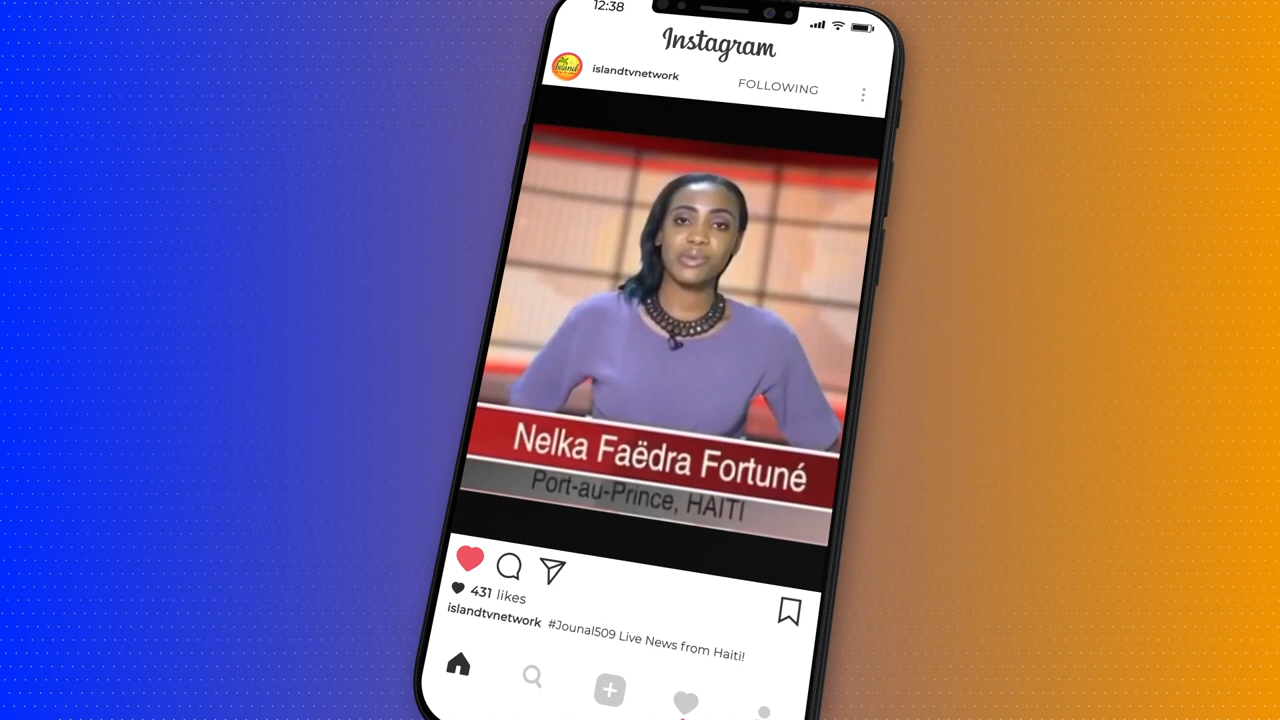 12:38
Instagram
Island
islandtvnetwork
FOLLOWING
Nelka Faëdra Fortuné
Port-au-Prince, HAITI
431 likes
islandtvnetwork #Jounal509 Live News from Haiti!